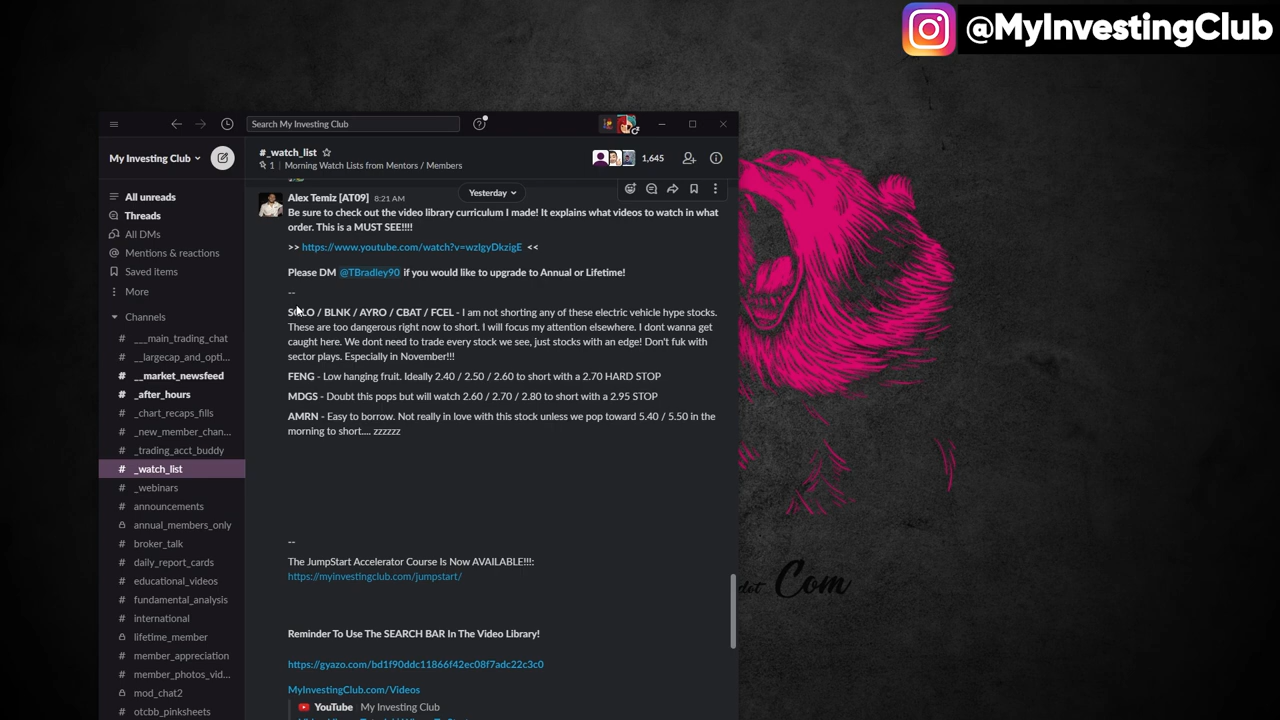 @MyInvestingClub
Search My Investing Club
My Investing Club
All unreads
Threads
All DMs
Mentions & reactions
Saved items
More
Channels
# ___main_trading_chat
# __largecap_and_opti...
# __market_newsfeed
# _after_hours
# _chart_recaps_fills
# _new_member_chan...
# _trading_acct_buddy
# _watch_list
# _webinars
# announcements
annual_members_only
# broker_talk
# daily_report_cards
# educational_videos
# fundamental_analysis
# international
lifetime_member
# member_appreciation
# member_photos_vid...
mod_chat2
# otcbb_pinksheets
#_watch_list
1 | Morning Watch Lists from Mentors / Members
1,645
Yesterday
Alex Temiz [AT09] 8:21 AM
Be sure to check out the video library curriculum I made! It explains what videos to watch in what
order. This is a MUST SEE!!!!
>> https://www.youtube.com/watch?v=wzIgyDkzigE <<
Please DM @TBradley90 if you would like to upgrade to Annual or Lifetime!
--
SOLO / BLNK / AYRO / CBAT / FCEL - I am not shorting any of these electric vehicle hype stocks.
These are too dangerous right now to short. I will focus my attention elsewhere. I dont wanna get
caught here. We dont need to trade every stock we see, just stocks with an edge! Don't fuk with
sector plays. Especially in November!!!
FENG - Low hanging fruit. Ideally 2.40 / 2.50 / 2.60 to short with a 2.70 HARD STOP
MDGS - Doubt this pops but will watch 2.60 / 2.70 / 2.80 to short with a 2.95 STOP
AMRN - Easy to borrow. Not really in love with this stock unless we pop toward 5.40 / 5.50 in the
morning to short.... zzzzzz
--
The JumpStart Accelerator Course Is Now AVAILABLE!!!:
https://myinvestingclub.com/jumpstart/
Reminder To Use The SEARCH BAR In The Video Library!
https://gyazo.com/bd1f90ddc11866f42ec08f7adc22c3c0
MyInvestingClub.com/Videos
YouTube My Investing Club
dot Com